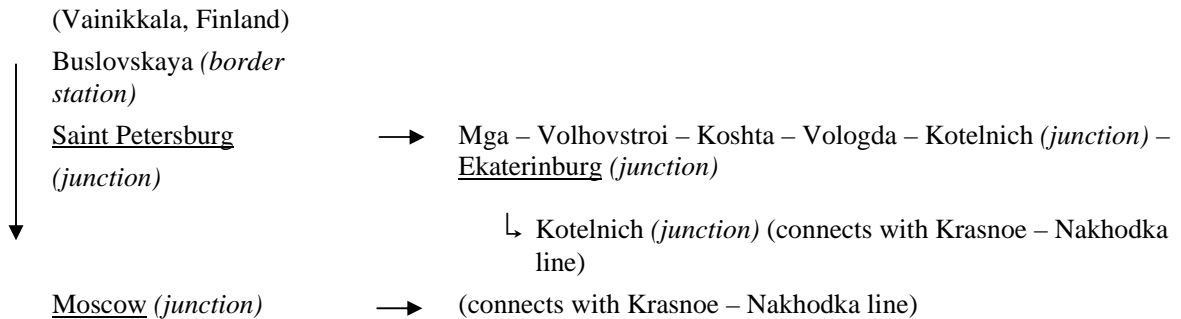 (Vainikkala, Finland)
Buslovskaya (border
station)
Saint Petersburg
(junction)
Mga – Volhovstroi – Koshta – Vologda – Kotelnich (junction) –
Ekaterinburg (junction)
Kotelnich (junction) (connects with Krasnoe – Nakhodka
line)
Moscow (junction)
(connects with Krasnoe – Nakhodka line)